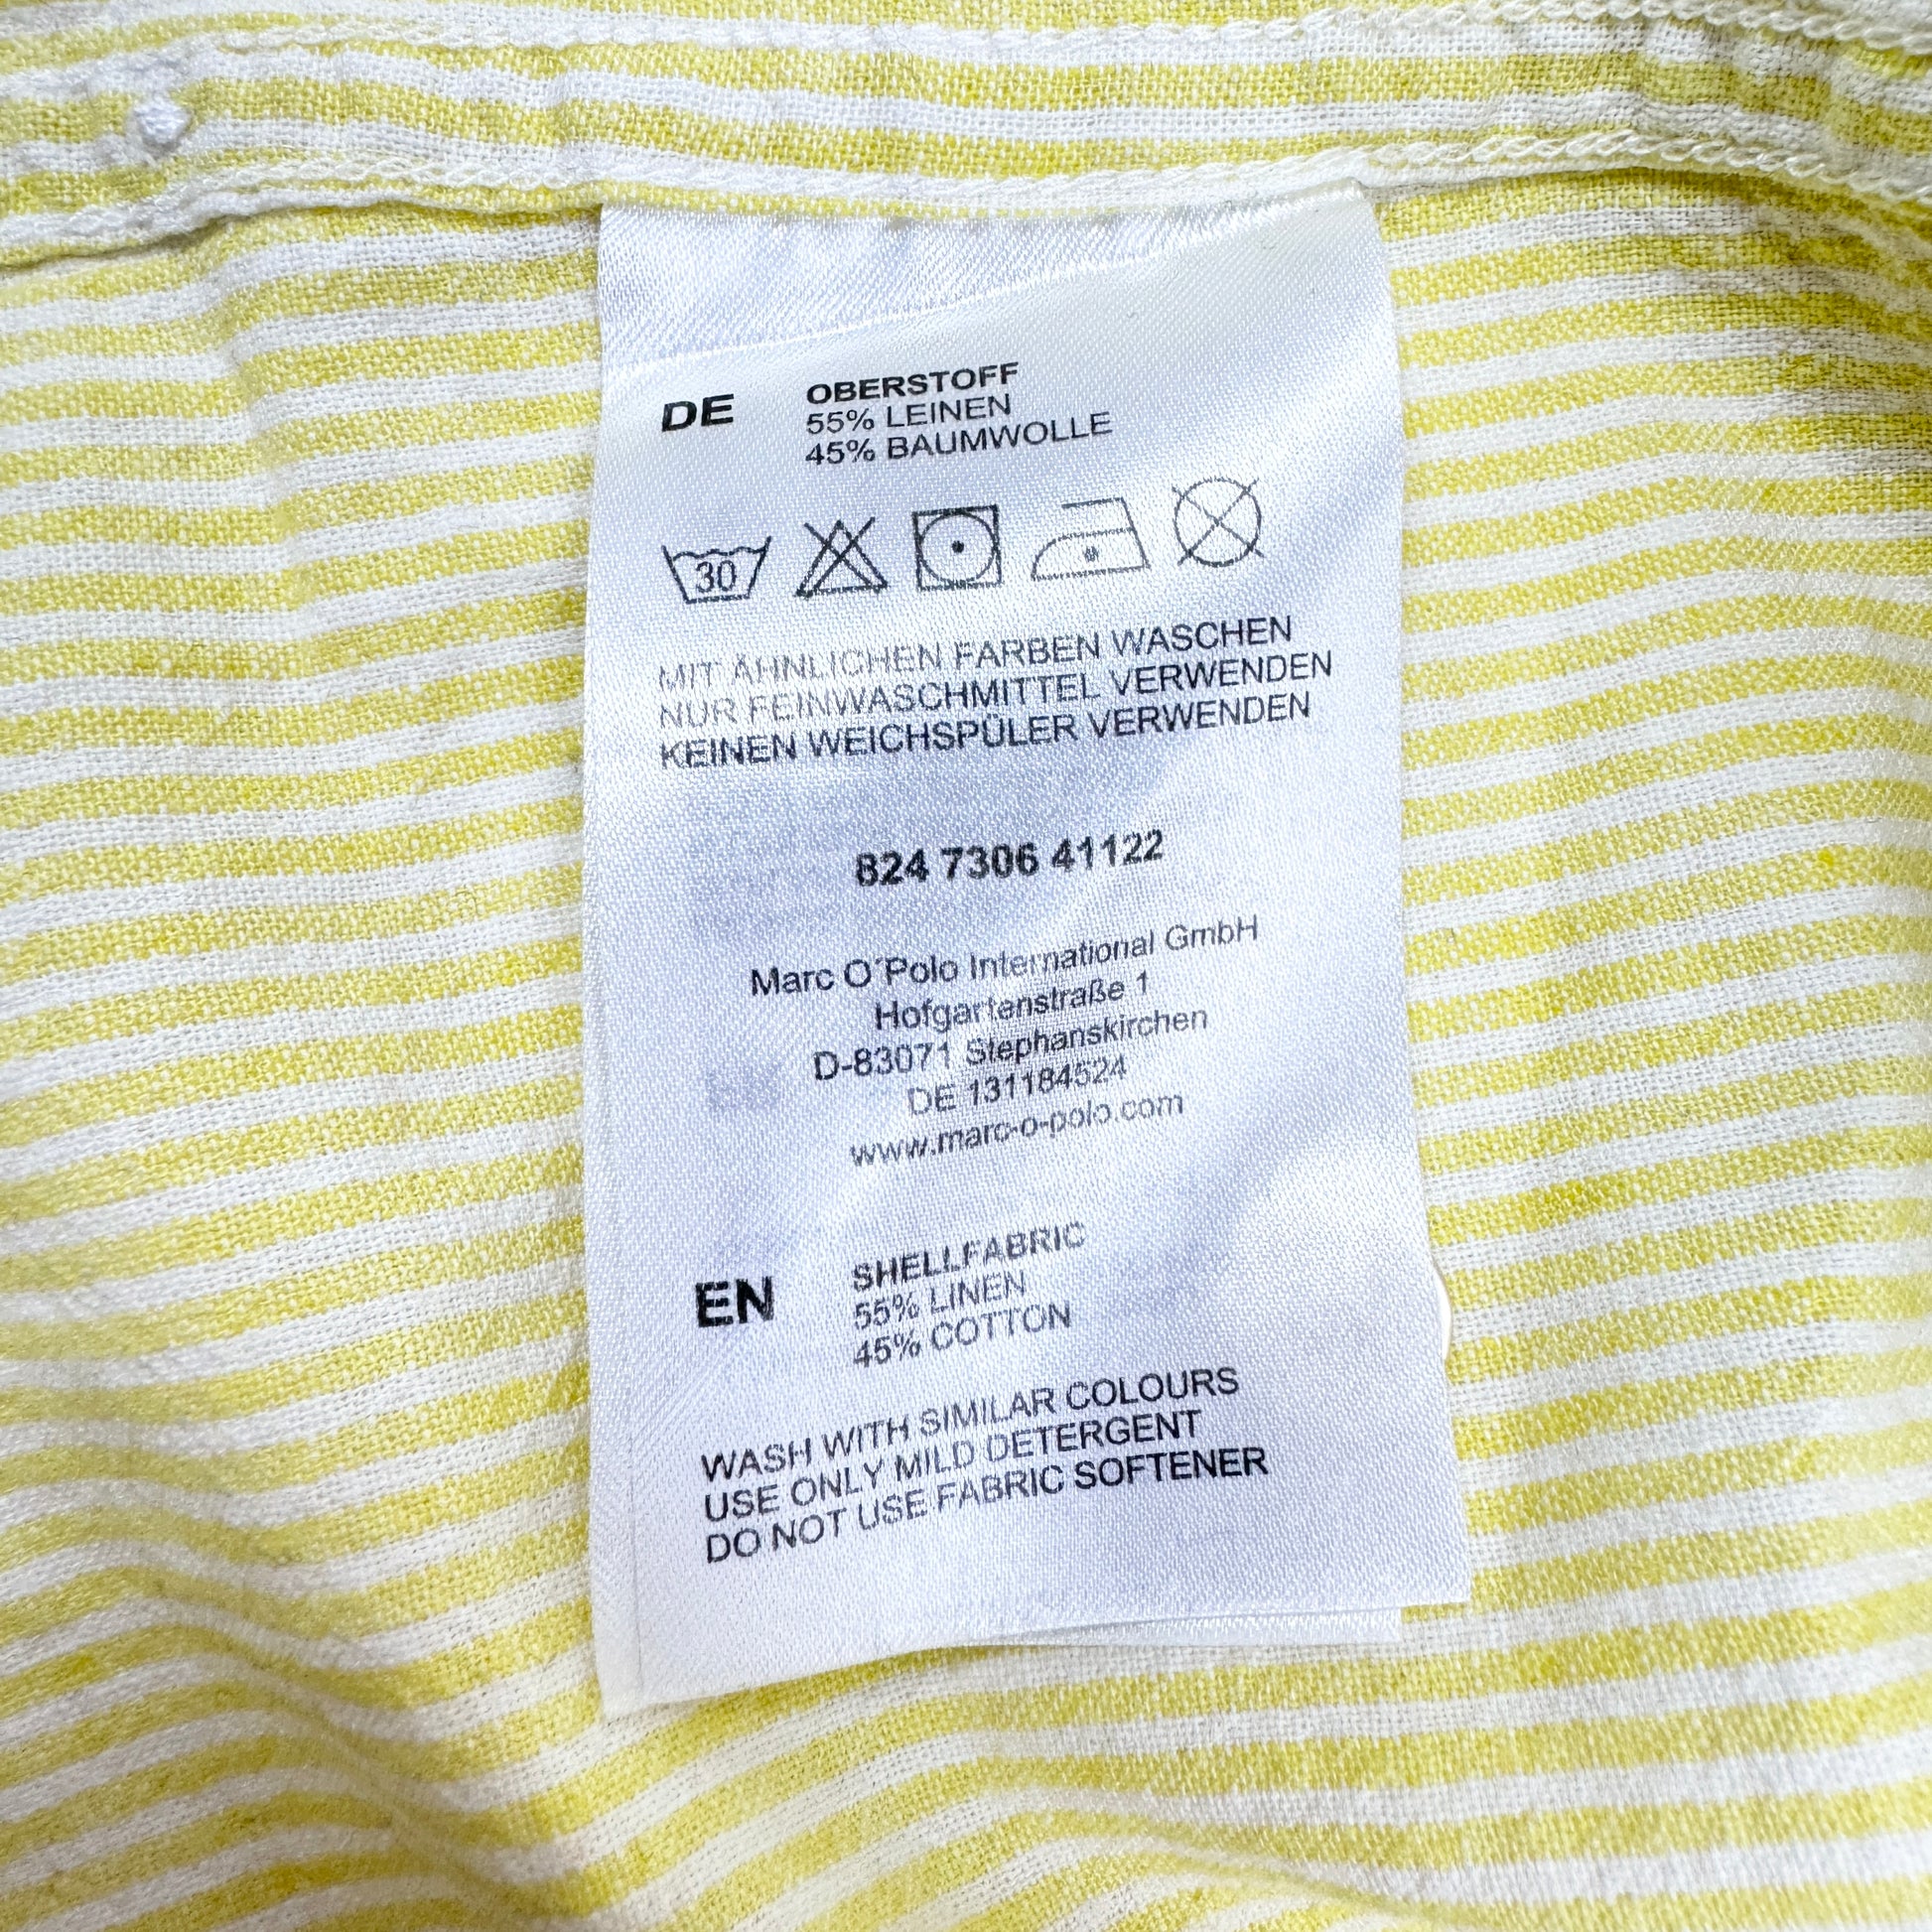 DE OBERSTOFF
55% LEINEN
45% BAUMWOLLE
30
MIT ÄHNLICHEN FARBEN WASCHEN
NUR FEINWASCHMITTEL VERWENDEN
KEINEN WEICHSPÜLER VERWENDEN
824 7306 41122
Marc O´Polo International GmbH
Hofgartenstraße 1
D-83071 Stephanskirchen
DE 131184524
www.marc-o-polo.com
EN SHELLFABRIC
55% LINEN
45% COTTON
WASH WITH SIMILAR COLOURS
USE ONLY MILD DETERGENT
DO NOT USE FABRIC SOFTENER